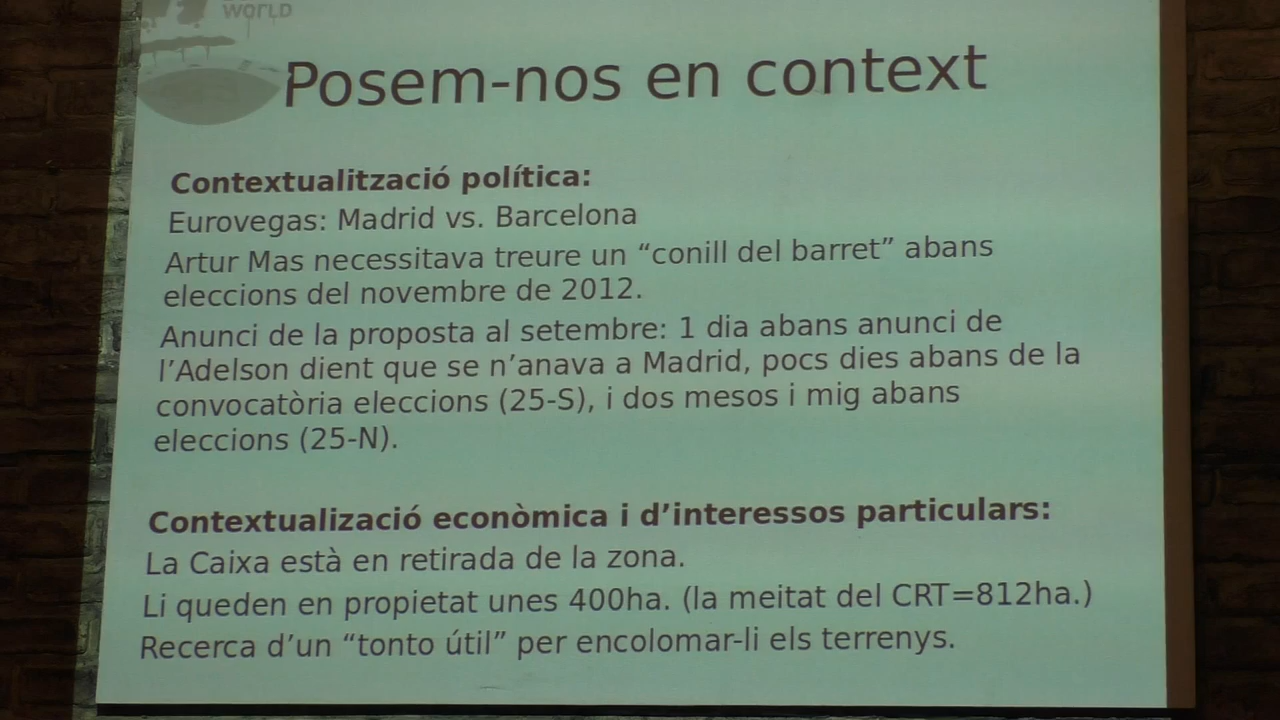 WORLD
Posem-nos en context
Contextualització política:
Eurovegas: Madrid vs. Barcelona
Artur Mas necessitava treure un “conill del barret” abans
eleccions del novembre de 2012.
Anunci de la proposta al setembre: 1 dia abans anunci de
l’Adelson dient que se n’anava a Madrid, pocs dies abans de la
convocatòria eleccions (25-S), i dos mesos i mig abans
eleccions (25-N).
Contextualizació econòmica i d’interessos particulars:
La Caixa està en retirada de la zona.
Li queden en propietat unes 400ha. (la meitat del CRT=812ha.)
Recerca d’un “tonto útil” per encolomar-li els terrenys.